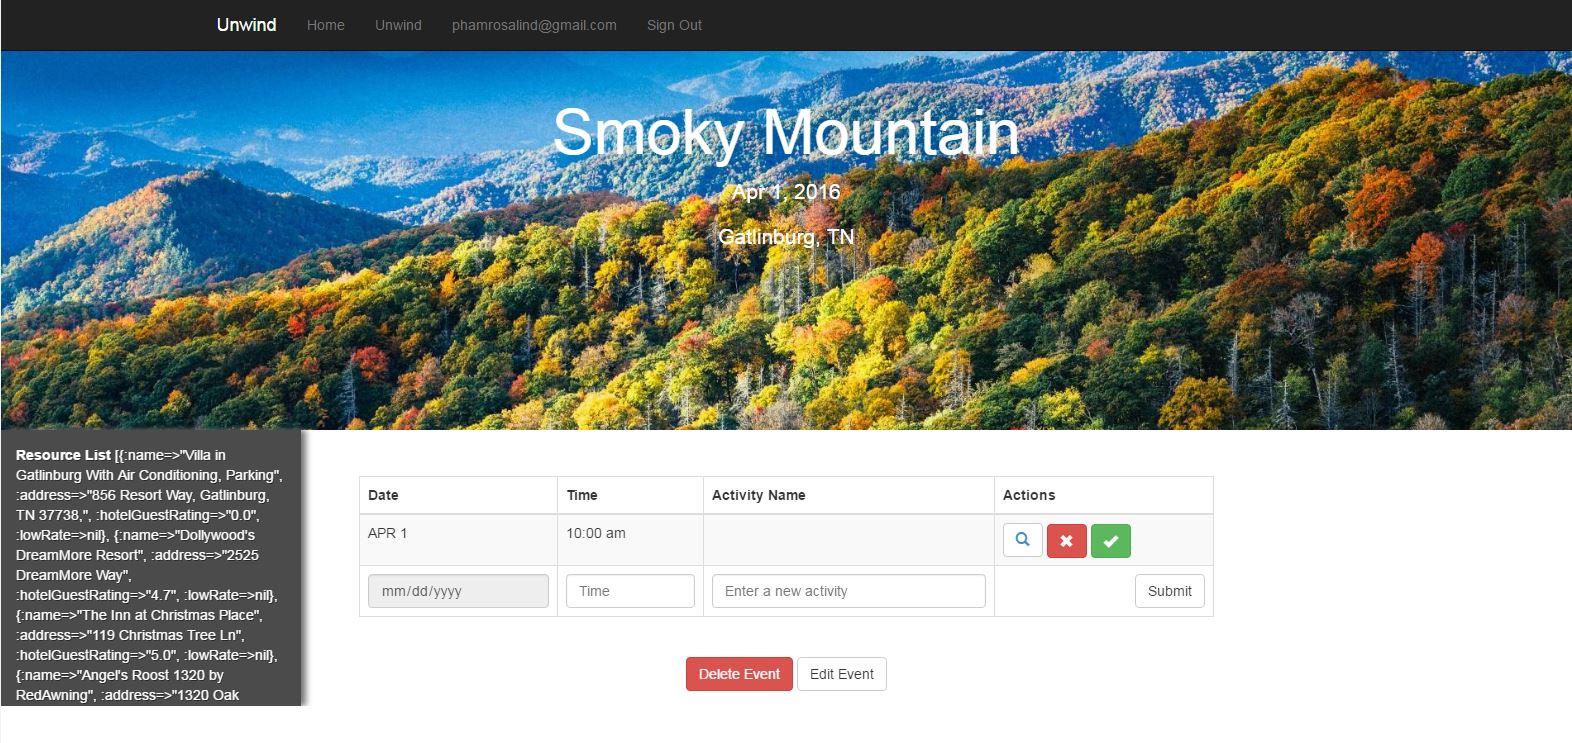 Unwind Home Unwind phamrosalind@gmail.com Sign Out
Smoky Mountain
Apr 1, 2016
Gatlinburg, TN
Resource List [{:name=>"Villa in
Gatlinburg With Air Conditioning, Parking",
:address=>"856 Resort Way, Gatlinburg,
TN 37738,", :hotelGuestRating=>"0.0",
:lowRate=>nil}, {:name=>"Dollywood's
DreamMore Resort", :address=>"2525
DreamMore Way",
:hotelGuestRating=>"4.7", :lowRate=>nil},
{:name=>"The Inn at Christmas Place",
:address=>"119 Christmas Tree Ln",
:hotelGuestRating=>"5.0", :lowRate=>nil},
{:name=>"Angel's Roost 1320 by
RedAwning", :address=>"1320 Oak
Date Time Activity Name Actions
APR 1 10:00 am
mm/dd/yyyy Time Enter a new activity Submit
Delete Event Edit Event